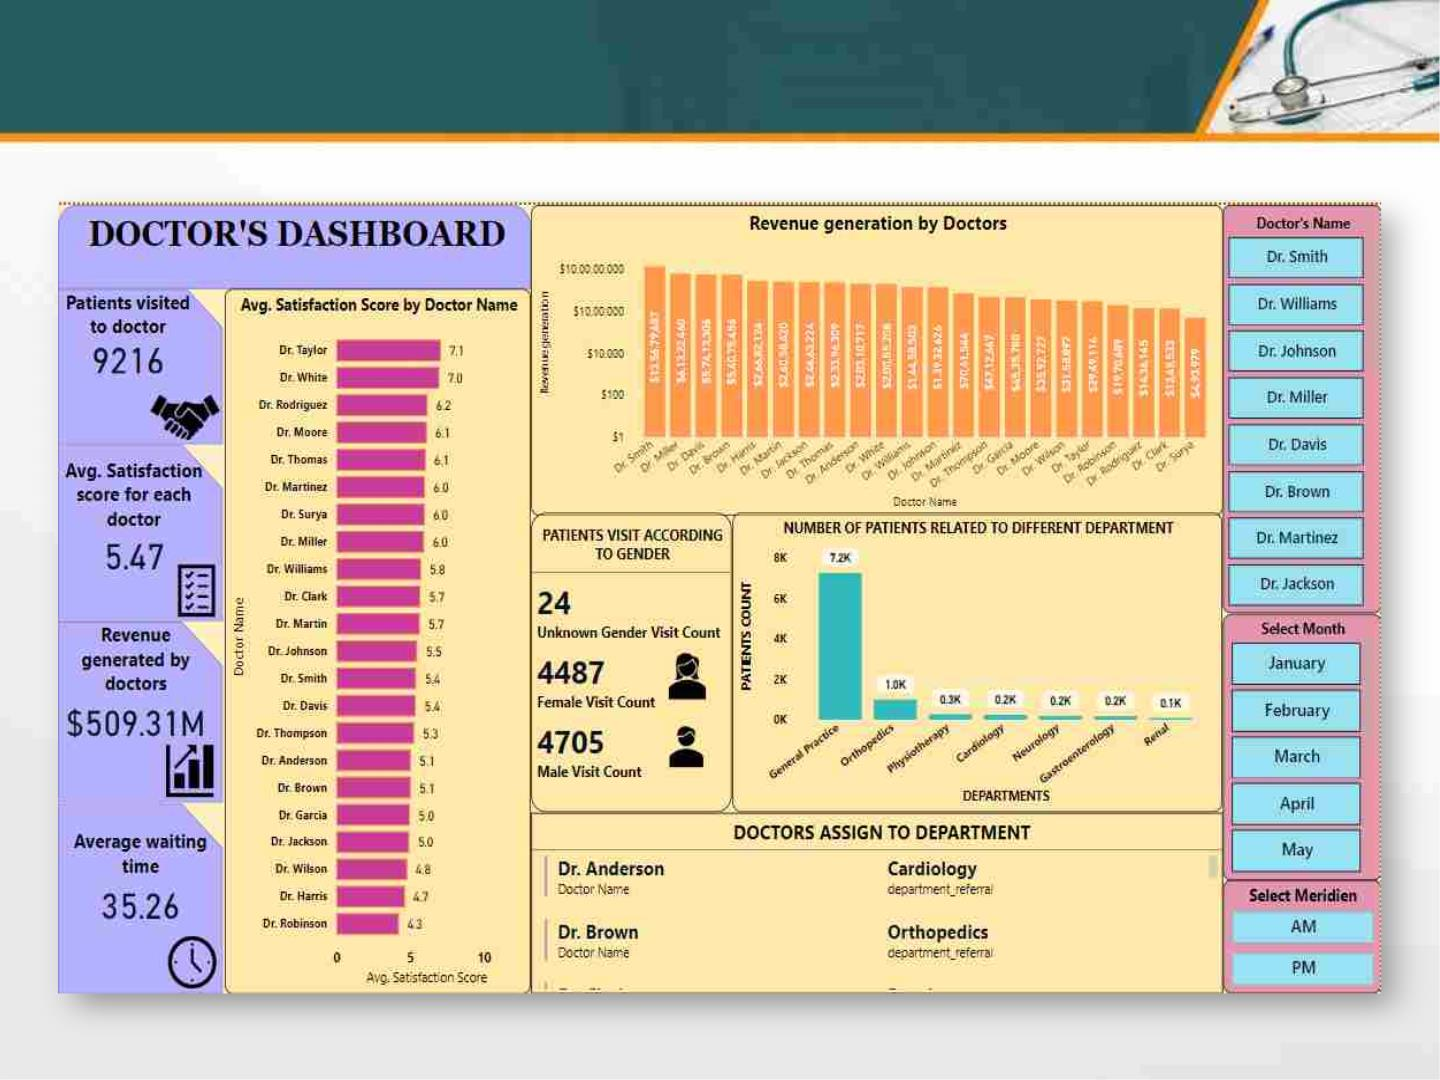 DOCTOR'S DASHBOARD
Patients visited
to doctor
9216
Avg. Satisfaction
score for each
doctor
5.47
Revenue
generated by
doctors
$509.31M
Average waiting
time
35.26
Avg. Satisfaction Score by Doctor Name
Doctor Name
Dr. Taylor 7.1
Dr. White 7.0
Dr. Rodriguez 6.2
Dr. Moore 6.1
Dr. Thomas 6.1
Dr. Martinez 6.0
Dr. Surya 6.0
Dr. Miller 6.0
Dr. Williams 5.8
Dr. Clark 5.7
Dr. Martin 5.7
Dr. Johnson 5.5
Dr. Smith 5.4
Dr. Davis 5.4
Dr. Thompson 5.3
Dr. Anderson 5.1
Dr. Brown 5.1
Dr. Garcia 5.0
Dr. Jackson 5.0
Dr. Wilson 4.8
Dr. Harris 4.7
Dr. Robinson 4.3
0 5 10
Avg. Satisfaction Score
Revenue generation by Doctors
Revenue generation
$10,00,00,000
$10,00,000
$10,000
$100
$1
Dr. Smith
Dr. Miller
Dr. Davis
Dr. Brown
Dr. Harris
Dr. Martin
Dr. Jackson
Dr. Thomas
Dr. Anderson
Dr. White
Dr. Williams
Dr. Johnson
Dr. Martinez
Dr. Thompson
Dr. Garcia
Dr. Moore
Dr. Wilson
Dr. Taylor
Dr. Robinson
Dr. Rodriguez
Dr. Clark
Dr. Surya
Doctor Name
PATIENTS VISIT ACCORDING
TO GENDER
24
Unknown Gender Visit Count
4487
Female Visit Count
4705
Male Visit Count
NUMBER OF PATIENTS RELATED TO DIFFERENT DEPARTMENT
PATIENTS COUNT
8K
6K
4K
2K
0K
7.2K
1.0K
0.3K
0.2K
0.2K
0.2K
0.1K
General Practice
Orthopedics
Physiotherapy
Cardiology
Neurology
Gastroenterology
Renal
DEPARTMENTS
DOCTORS ASSIGN TO DEPARTMENT
Dr. Anderson Cardiology
Doctor Name department_referral
Dr. Brown Orthopedics
Doctor Name department_referral
Doctor's Name
Dr. Smith
Dr. Williams
Dr. Johnson
Dr. Miller
Dr. Davis
Dr. Brown
Dr. Martinez
Dr. Jackson
Select Month
January
February
March
April
May
Select Meridien
AM
PM